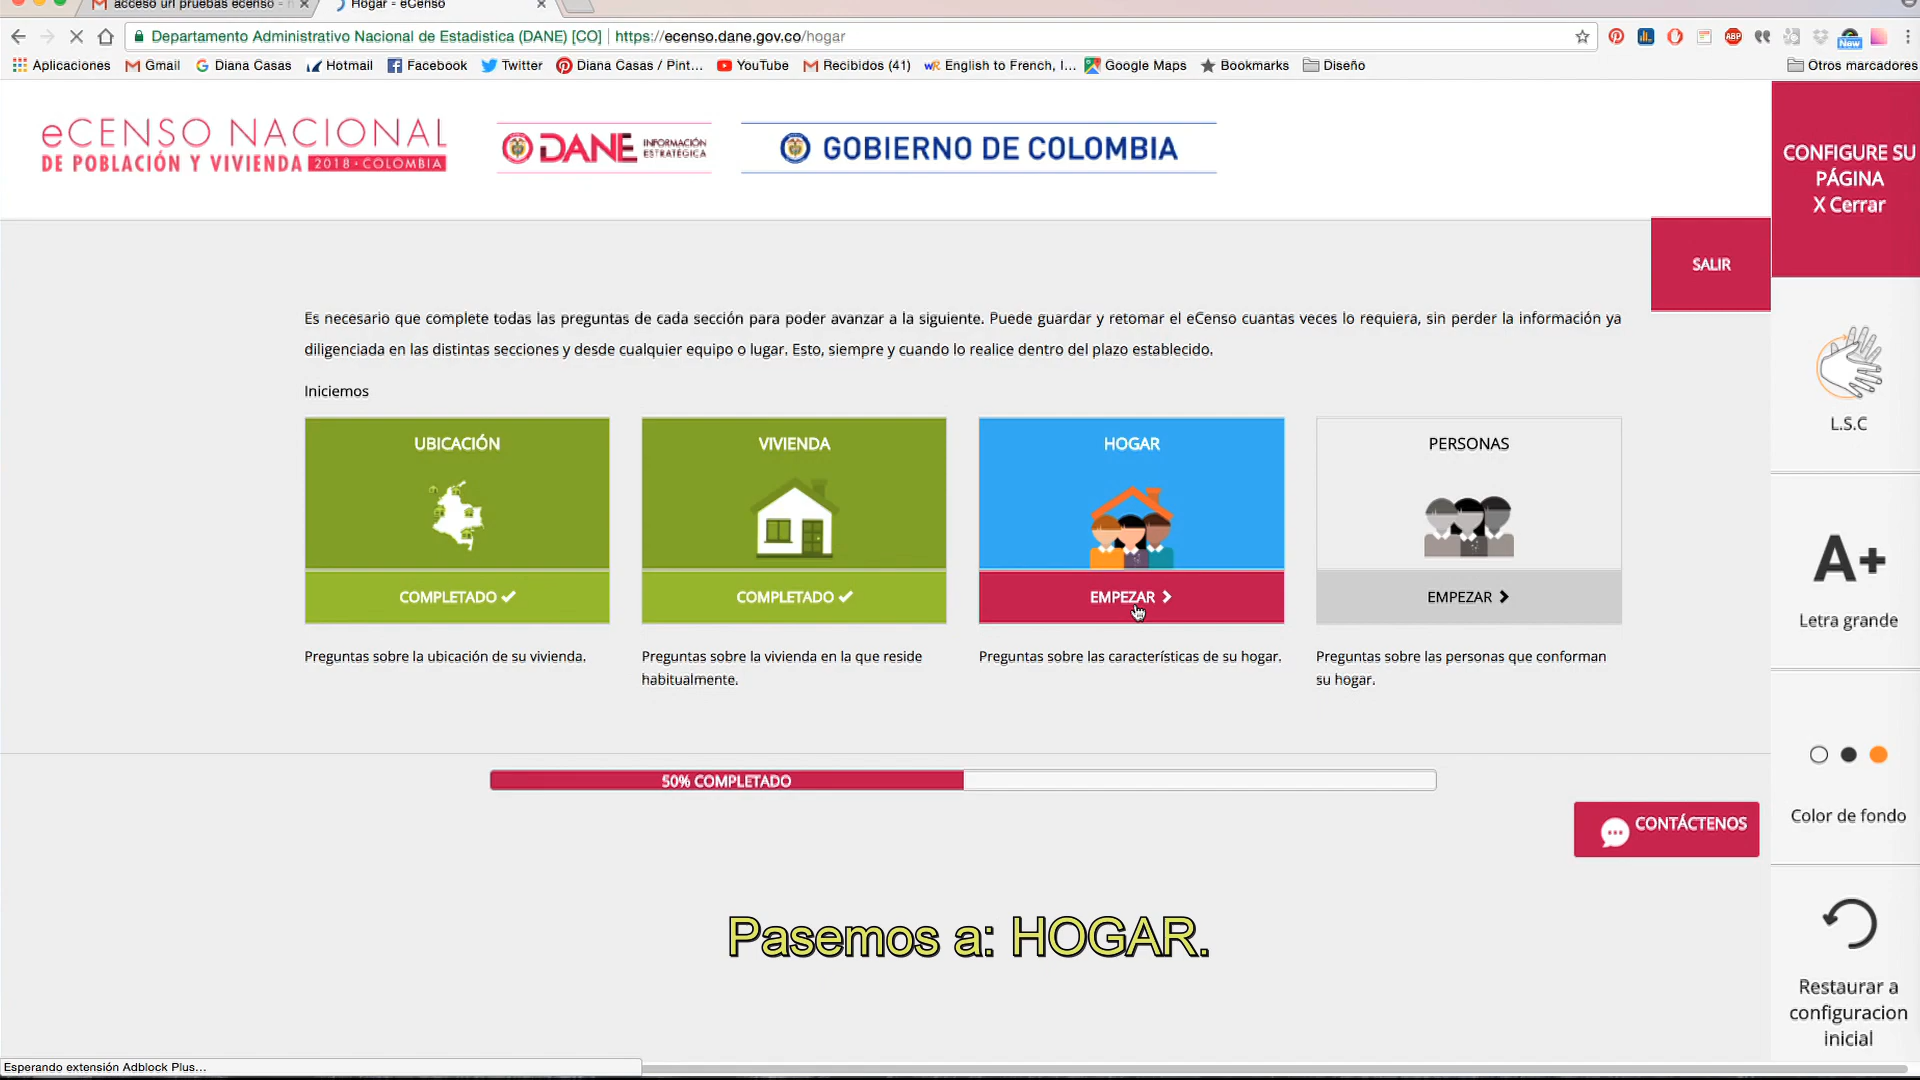 acceso url pruebas ecenso -
Hogar - eCenso
Departamento Administrativo Nacional de Estadistica (DANE) [CO] | https://ecenso.dane.gov.co/hogar
New
Aplicaciones Gmail Diana Casas Hotmail Facebook Twitter Diana Casas / Pint... YouTube Recibidos (41) English to French, I... Google Maps Bookmarks Diseño Otros marcadores
eCENSO NACIONAL
DE POBLACIÓN Y VIVIENDA 2018 · COLOMBIA
DANE INFORMACIÓN
ESTRATÉGICA
GOBIERNO DE COLOMBIA
CONFIGURE SU
PÁGINA
X Cerrar
SALIR
Es necesario que complete todas las preguntas de cada sección para poder avanzar a la siguiente. Puede guardar y retomar el eCenso cuantas veces lo requiera, sin perder la información ya
diligenciada en las distintas secciones y desde cualquier equipo o lugar. Esto, siempre y cuando lo realice dentro del plazo establecido.
Iniciemos
UBICACIÓN
COMPLETADO
Preguntas sobre la ubicación de su vivienda.
VIVIENDA
COMPLETADO
Preguntas sobre la vivienda en la que reside
habitualmente.
HOGAR
EMPEZAR
Preguntas sobre las características de su hogar.
PERSONAS
EMPEZAR
Preguntas sobre las personas que conforman
su hogar.
L.S.C
A+
Letra grande
Color de fondo
Restaurar a
configuracion
inicial
50% COMPLETADO
CONTÁCTENOS
Pasemos a: HOGAR.
Esperando extensión Adblock Plus...